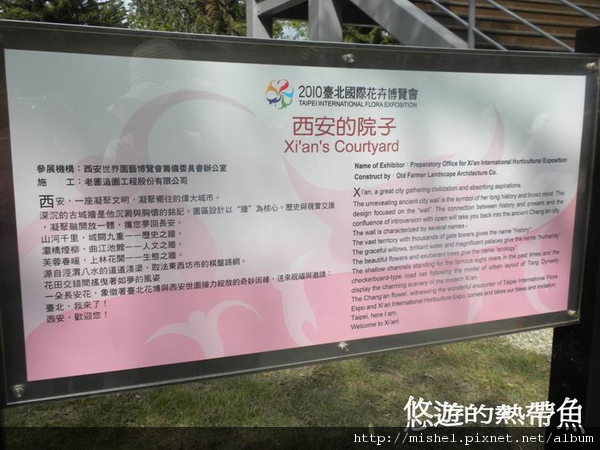 2010臺北國際花卉博覽會
TAIPEI INTERNATIONAL FLORA EXPOSITION
西安的院子
Xi'an's Courtyard
參展機構：西安世界園藝博覽會籌備委員會辦公室
施　　工：老圃造園工程股份有限公司
西安，一座凝聚文明，凝聚嚮往的偉大城市。
深沉的古城牆是他沉澱與胸懷的銘記。園區設計以“牆”為核心。歷史與現實交匯
，凝聚融開放一體，攜您夢回長安。
山河千里，城闕九重——歷史之牆。
灞橋煙柳，曲江池館——人文之牆。
芙蓉春暖，上林花開——生態之牆。
源自涇渭八水的道道淺渠，取法東西坊市的棋盤路網。
花田交錯間搖曳著如夢的風姿
一朵長安花，象徵著臺北花博與西安世園接力綻放的奇妙因緣，送來祝福與邀請：
臺北，我來了！
西安，歡迎您！
Name of Exhibitor：Preparatory Office for Xi'an International Horticultural Exposition
Construct by：Old Farmer Landscape Architecture Co.
Xi'an, a great city gathering civilization and absorbing aspirations.
The unrevealing ancient city wall is the symbol of her long history and broad mind. The
design focused on the "wall". The connection between history and present and the
confluence of introversion with open will take you back into the ancient Chang'an city.
The wall is characterized by several names -
The vast territory with thousands of gate towers gives the name "history".
The graceful willows, brilliant water and magnificent palaces give the name "humanity"
The beautiful flowers and exuberant trees give the name "ecology".
The shallow channels standing for the famous eight rivers in the past times and the
checkerboard-type road net following the model of urban layout of Tang Dynasty
display the charming scenery of the modern Xi'an.
The Chang'an flower, witnessing the wonderful encounter of Taipei International Flora
Expo and Xi'an International Horticulture Expo, comes and takes our bless and invitation
Taipei, here I am.
Welcome to Xi'an!
悠遊的熱帶魚
http://mishel.pixnet.net/album